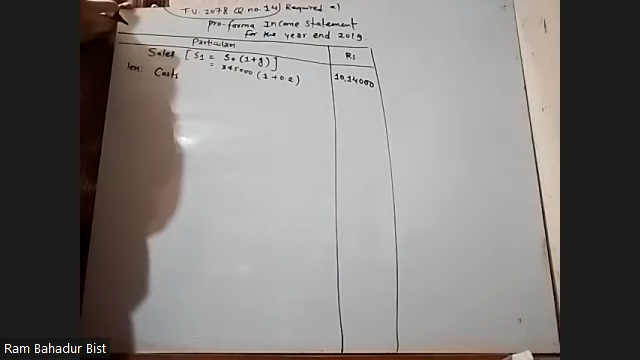 T.U. 2078 Q.no.14) Required a)
Pro-forma Income Statement
for the year end 2019.
Particulars Rs.
Sales [S1 = S0 (1+g)]
= 845000 (1+0.2) 10,14000
less: Costs
Ram Bahadur Bist